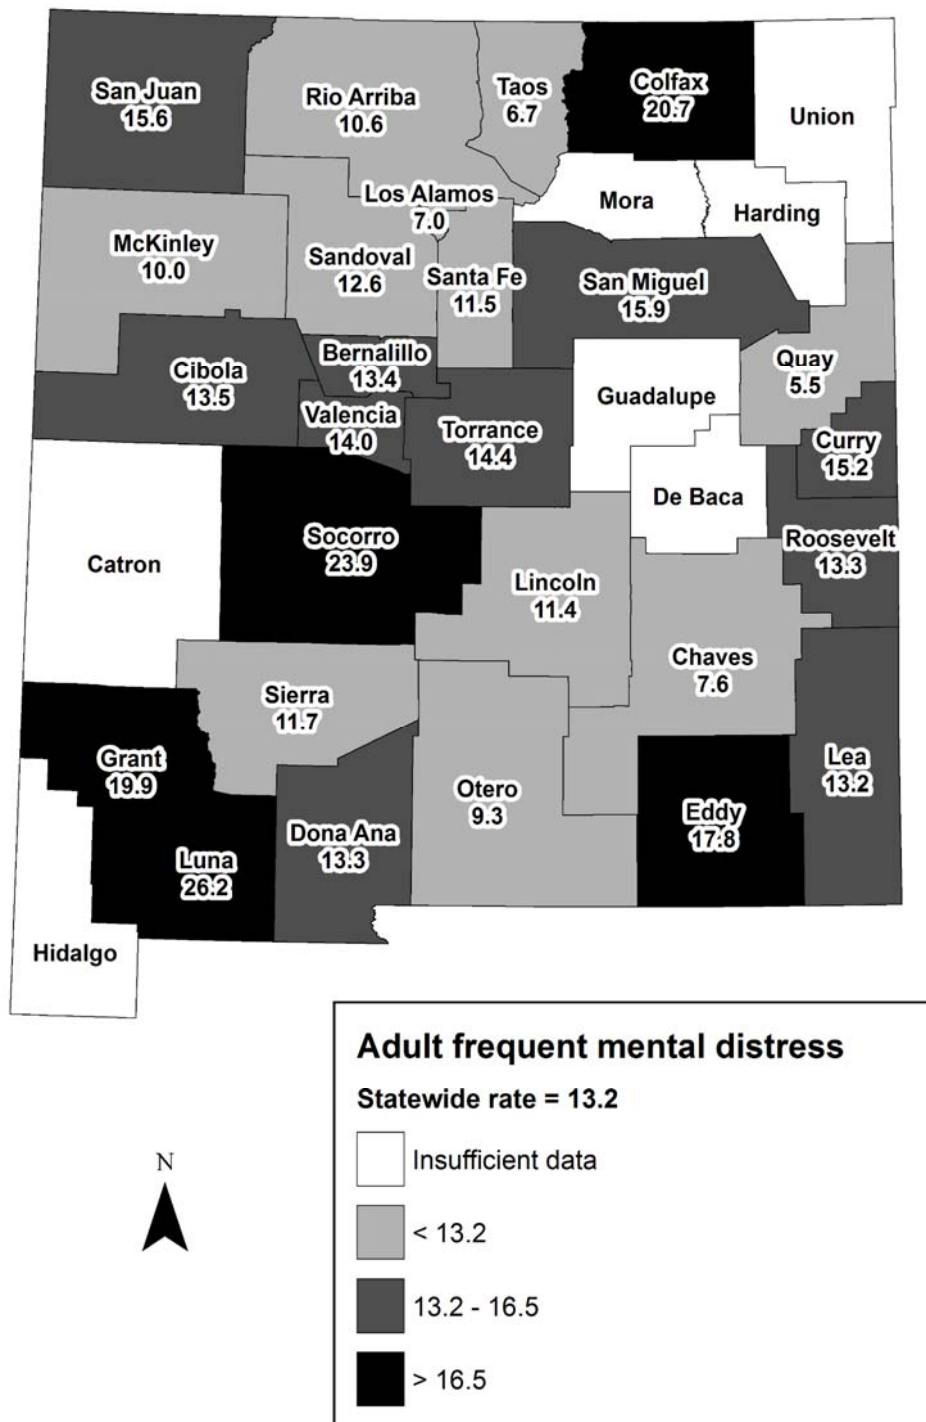 San Juan
15.6
Rio Arriba
10.6
Taos
6.7
Colfax
20.7
Union
Los Alamos
7.0
Mora
Harding
McKinley
10.0
Sandoval
12.6
Santa Fe
11.5
San Miguel
15.9
Cibola
13.5
Bernalillo
13.4
Quay
5.5
Valencia
14.0
Torrance
14.4
Guadalupe
Curry
15.2
De Baca
Catron
Socorro
23.9
Roosevelt
13.3
Lincoln
11.4
Chaves
7.6
Sierra
11.7
Grant
19.9
Otero
9.3
Lea
13.2
Eddy
17.8
Dona Ana
13.3
Luna
26.2
Hidalgo
Adult frequent mental distress
Statewide rate = 13.2
Insufficient data
< 13.2
13.2 - 16.5
> 16.5
N